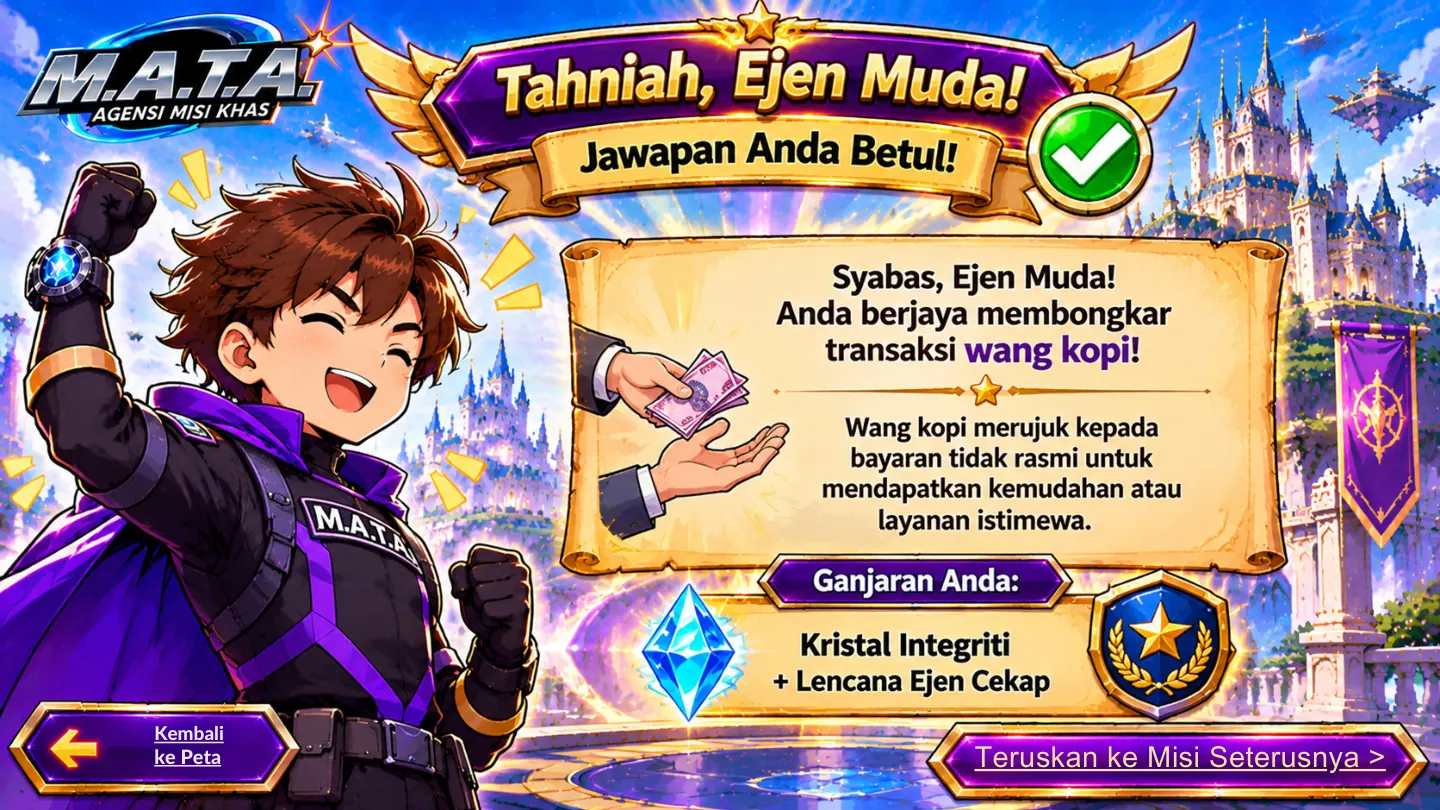 M.A.T.A.
AGENSI MISI KHAS
Tahniah, Ejen Muda!
Jawapan Anda Betul!
Syabas, Ejen Muda!
Anda berjaya membongkar
transaksi wang kopi!
Wang kopi merujuk kepada
bayaran tidak rasmi untuk
mendapatkan kemudahan atau
layanan istimewa.
M.A.T.A.
Ganjaran Anda:
Kristal Integriti
+ Lencana Ejen Cekap
Kembali
ke Peta
Teruskan ke Misi Seterusnya >